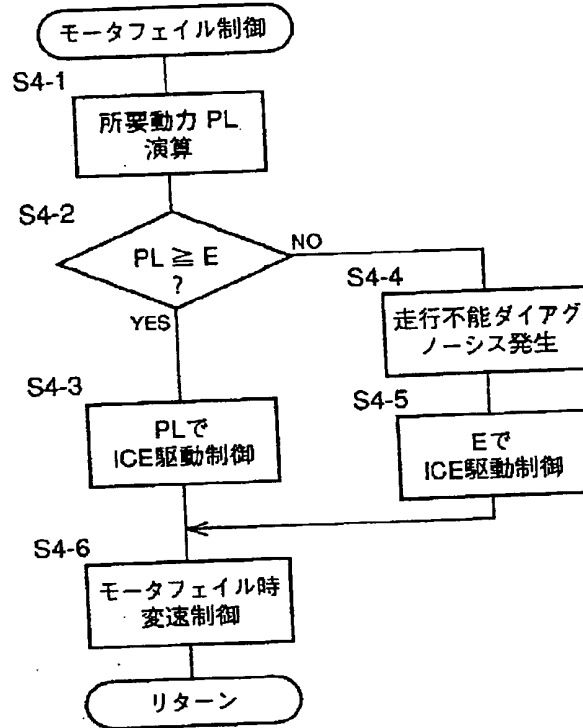 モータフェイル制御
S4-1
所要動力 PL
演算
S4-2
PL ≧ E
?
NO
YES
S4-4
走行不能ダイアグ
ノーシス発生
S4-3
PLで
ICE駆動制御
S4-5
Eで
ICE駆動制御
S4-6
モータフェイル時
変速制御
リターン